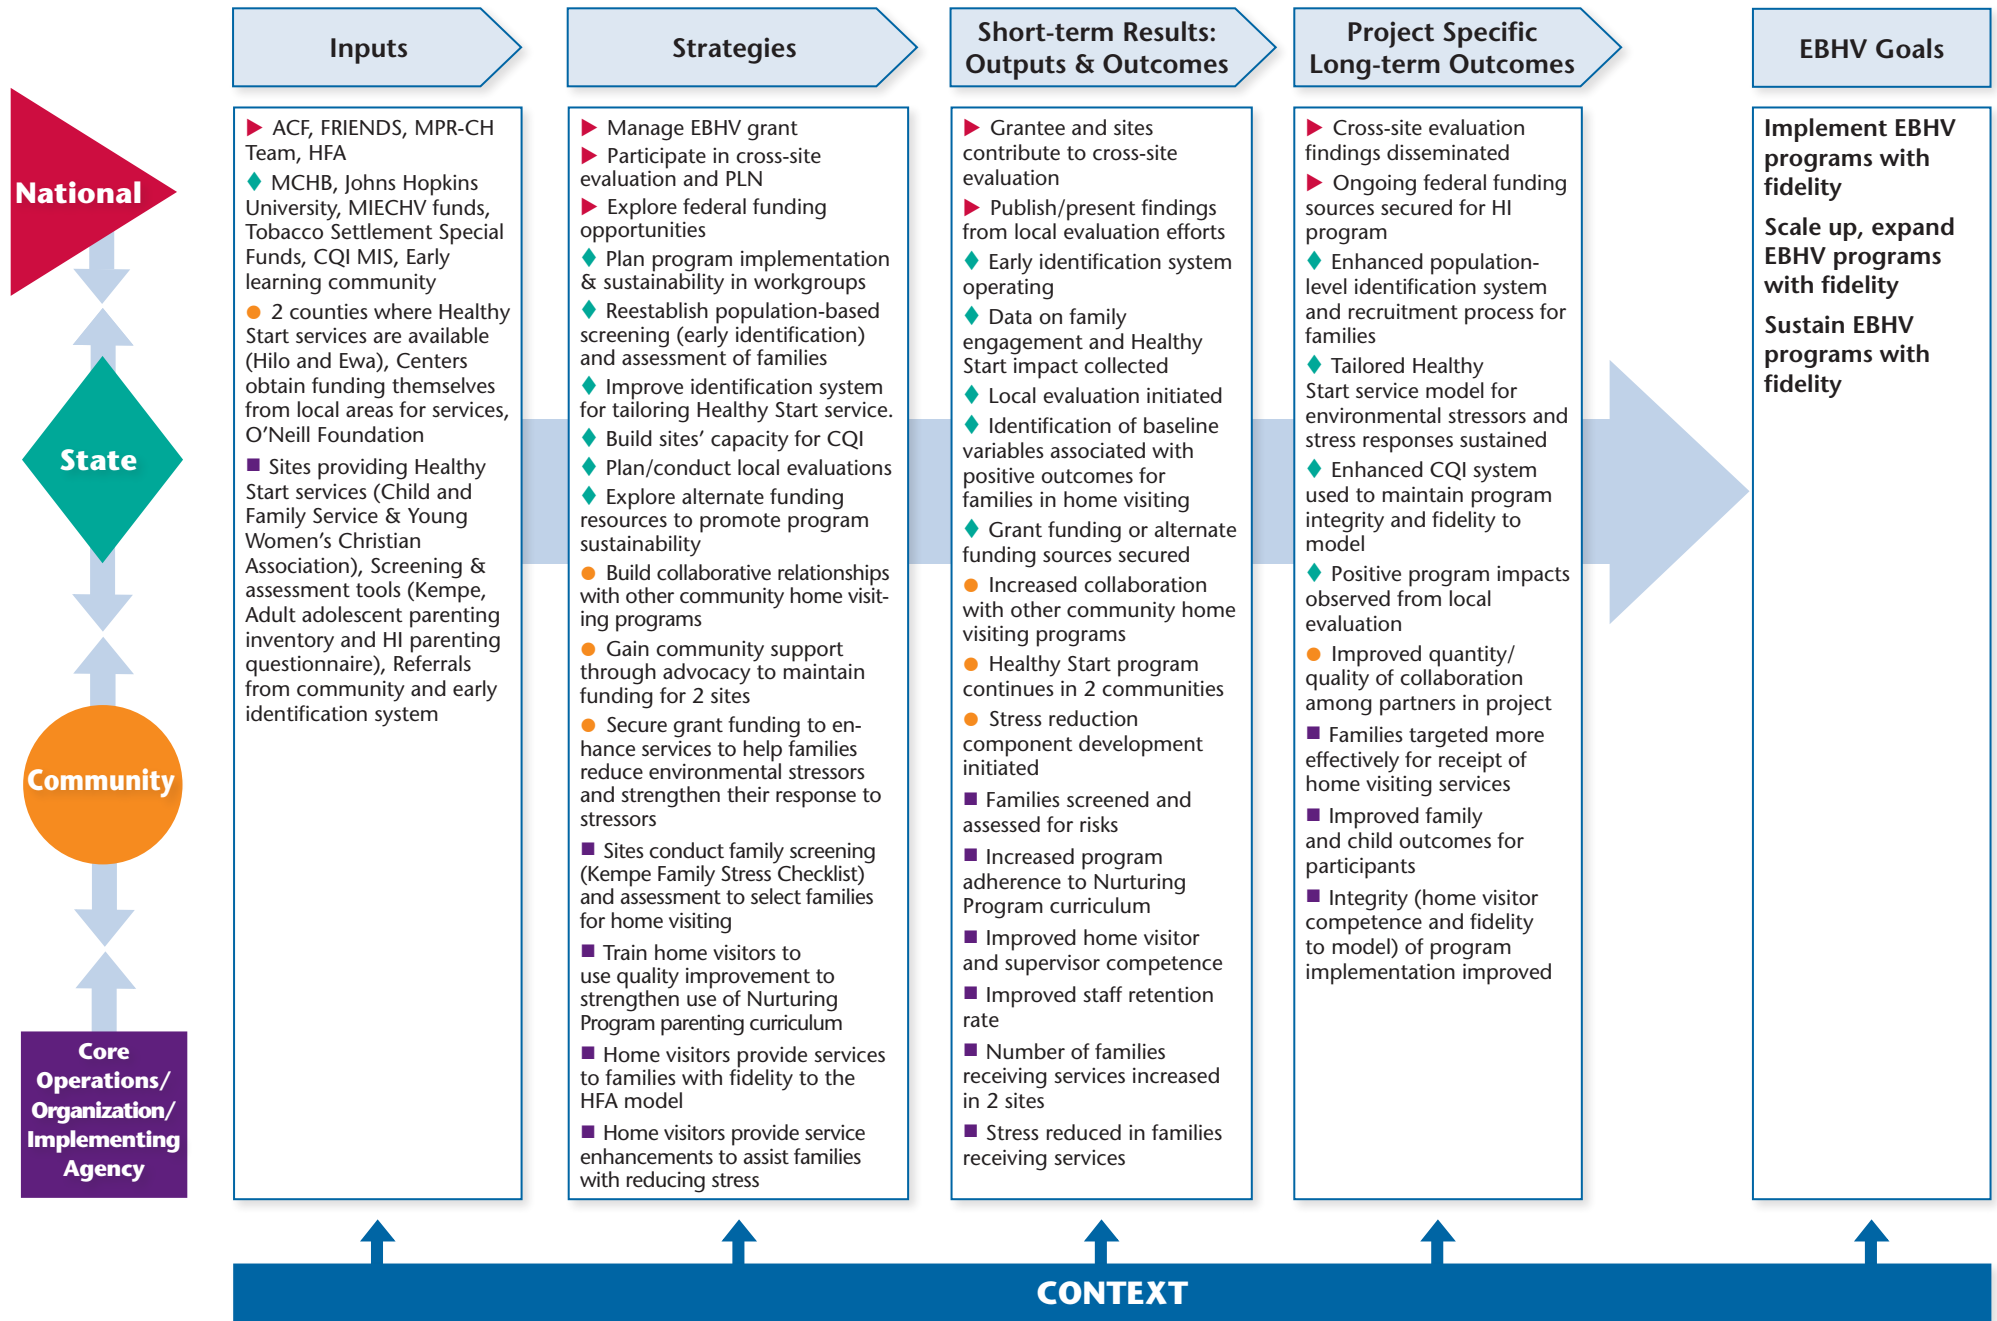 Inputs
Strategies
Short-term Results:
Outputs & Outcomes
Project Specific
Long-term Outcomes
EBHV Goals
National
State
Community
Core
Operations/
Organization/
Implementing
Agency
▶ ACF, FRIENDS, MPR-CH
Team, HFA
♦ MCHB, Johns Hopkins
University, MIECHV funds,
Tobacco Settlement Special
Funds, CQI MIS, Early
learning community
● 2 counties where Healthy
Start services are available
(Hilo and Ewa), Centers
obtain funding themselves
from local areas for services,
O’Neill Foundation
■ Sites providing Healthy
Start services (Child and
Family Service & Young
Women’s Christian
Association), Screening &
assessment tools (Kempe,
Adult adolescent parenting
inventory and HI parenting
questionnaire), Referrals
from community and early
identification system
▶ Manage EBHV grant
▶ Participate in cross-site
evaluation and PLN
▶ Explore federal funding
opportunities
♦ Plan program implementation
& sustainability in workgroups
♦ Reestablish population-based
screening (early identification)
and assessment of families
♦ Improve identification system
for tailoring Healthy Start service.
♦ Build sites’ capacity for CQI
♦ Plan/conduct local evaluations
♦ Explore alternate funding
resources to promote program
sustainability
● Build collaborative relationships
with other community home visit-
ing programs
● Gain community support
through advocacy to maintain
funding for 2 sites
● Secure grant funding to en-
hance services to help families
reduce environmental stressors
and strengthen their response to
stressors
■ Sites conduct family screening
(Kempe Family Stress Checklist)
and assessment to select families
for home visiting
■ Train home visitors to
use quality improvement to
strengthen use of Nurturing
Program parenting curriculum
■ Home visitors provide services
to families with fidelity to the
HFA model
■ Home visitors provide service
enhancements to assist families
with reducing stress
▶ Grantee and sites
contribute to cross-site
evaluation
▶ Publish/present findings
from local evaluation efforts
♦ Early identification system
operating
♦ Data on family
engagement and Healthy
Start impact collected
♦ Local evaluation initiated
♦ Identification of baseline
variables associated with
positive outcomes for
families in home visiting
♦ Grant funding or alternate
funding sources secured
● Increased collaboration
with other community home
visiting programs
● Healthy Start program
continues in 2 communities
● Stress reduction
component development
initiated
■ Families screened and
assessed for risks
■ Increased program
adherence to Nurturing
Program curriculum
■ Improved home visitor
and supervisor competence
■ Improved staff retention
rate
■ Number of families
receiving services increased
in 2 sites
■ Stress reduced in families
receiving services
▶ Cross-site evaluation
findings disseminated
▶ Ongoing federal funding
sources secured for HI
program
♦ Enhanced population-
level identification system
and recruitment process for
families
♦ Tailored Healthy
Start service model for
environmental stressors and
stress responses sustained
♦ Enhanced CQI system
used to maintain program
integrity and fidelity to
model
♦ Positive program impacts
observed from local
evaluation
● Improved quantity/
quality of collaboration
among partners in project
■ Families targeted more
effectively for receipt of
home visiting services
■ Improved family
and child outcomes for
participants
■ Integrity (home visitor
competence and fidelity
to model) of program
implementation improved
Implement EBHV
programs with
fidelity
Scale up, expand
EBHV programs
with fidelity
Sustain EBHV
programs with
fidelity
CONTEXT